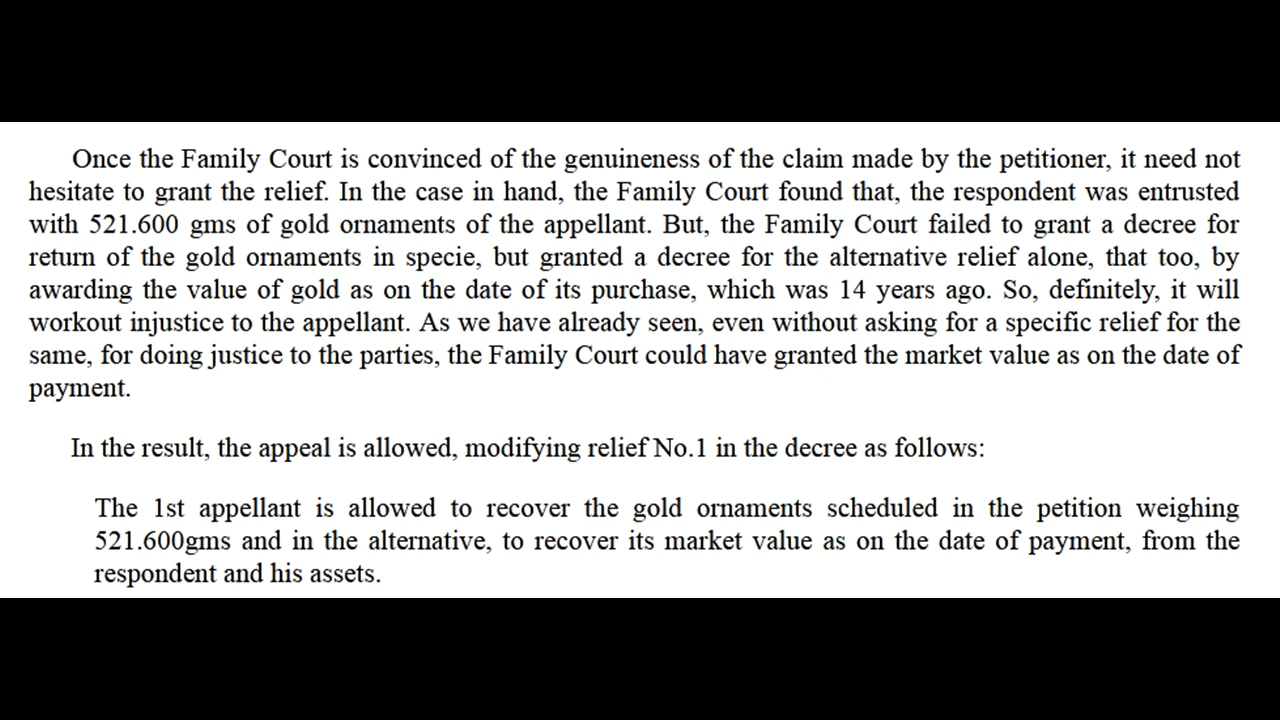 Once the Family Court is convinced of the genuineness of the claim made by the petitioner, it need not
hesitate to grant the relief. In the case in hand, the Family Court found that, the respondent was entrusted
with 521.600 gms of gold ornaments of the appellant. But, the Family Court failed to grant a decree for
return of the gold ornaments in specie, but granted a decree for the alternative relief alone, that too, by
awarding the value of gold as on the date of its purchase, which was 14 years ago. So, definitely, it will
workout injustice to the appellant. As we have already seen, even without asking for a specific relief for the
same, for doing justice to the parties, the Family Court could have granted the market value as on the date of
payment.
In the result, the appeal is allowed, modifying relief No.1 in the decree as follows:
The 1st appellant is allowed to recover the gold ornaments scheduled in the petition weighing
521.600gms and in the alternative, to recover its market value as on the date of payment, from the
respondent and his assets.